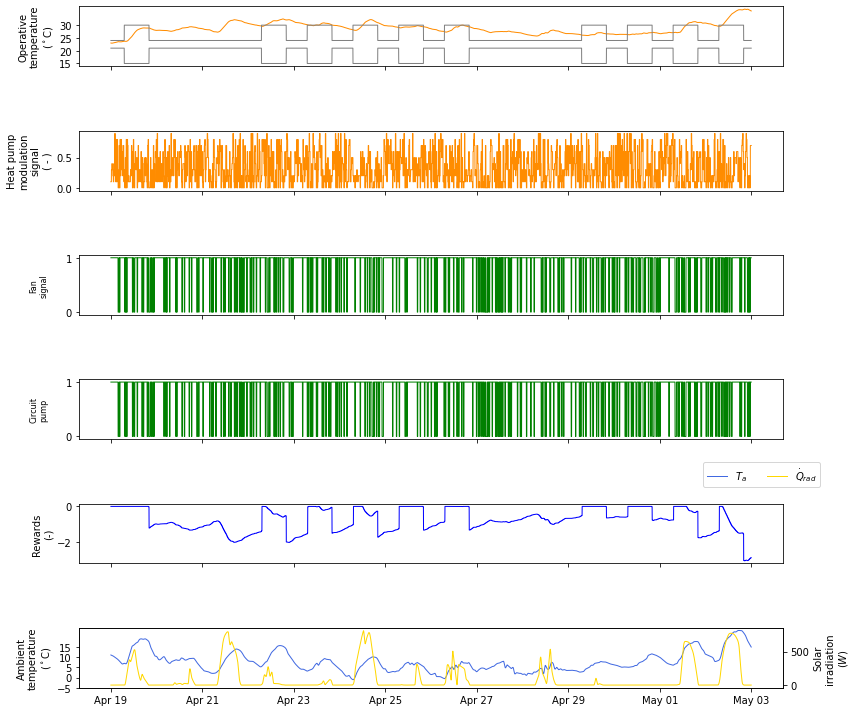 Operative
temperature
(°C)
30
25
20
15
Heat pump
modulation
signal
( - )
0.5
0.0
Fan
signal
1
0
Circuit
pump
1
0
T_a
Q̇_rad
Rewards
(-)
0
−2
Ambient
temperature
(°C)
15
10
5
0
−5
500
0
Solar
irradiation
(W)
Apr 19
Apr 21
Apr 23
Apr 25
Apr 27
Apr 29
May 01
May 03